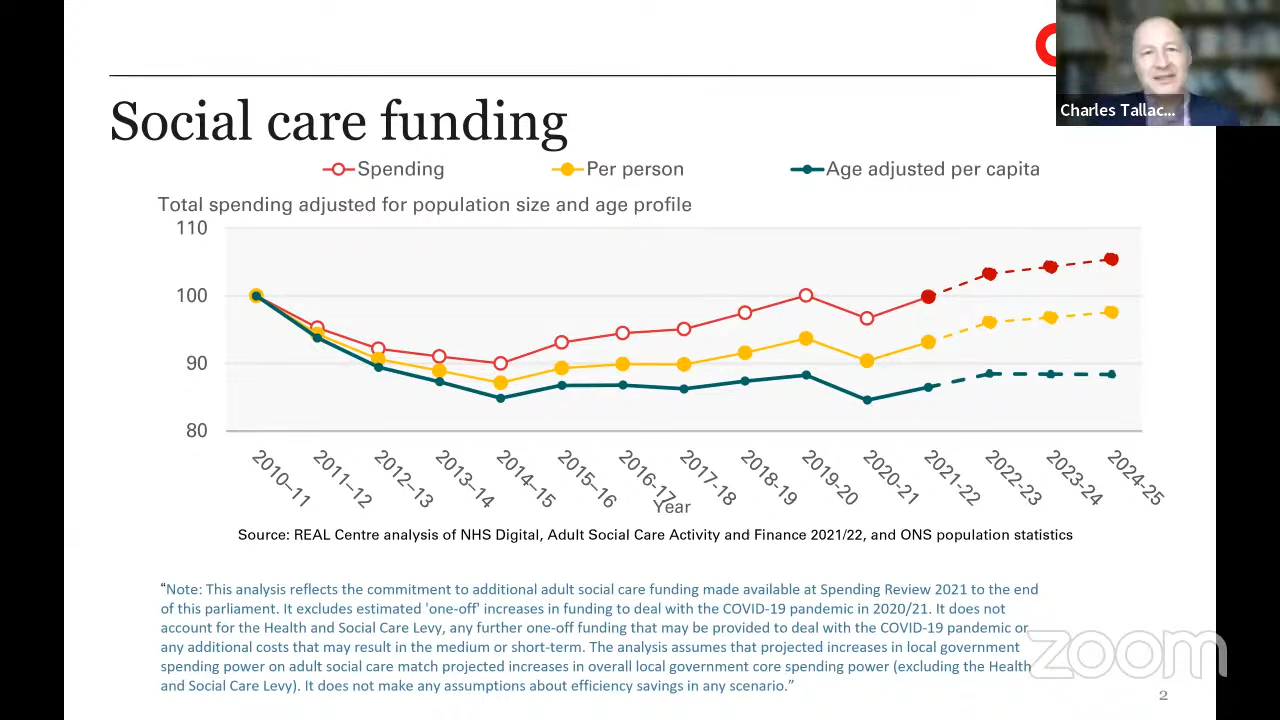 Charles Tallac...
Social care funding
Spending Per person Age adjusted per capita
Total spending adjusted for population size and age profile
110
100
90
80
2010–11 2011–12 2012–13 2013–14 2014–15 2015–16 2016-17 2017-18 2018-19 2019-20 2020-21 2021-22 2022-23 2023-24 2024-25
Year
Source: REAL Centre analysis of NHS Digital, Adult Social Care Activity and Finance 2021/22, and ONS population statistics
“Note: This analysis reflects the commitment to additional adult social care funding made available at Spending Review 2021 to the end
of this parliament. It excludes estimated 'one-off' increases in funding to deal with the COVID-19 pandemic in 2020/21. It does not
account for the Health and Social Care Levy, any further one-off funding that may be provided to deal with the COVID-19 pandemic or
any additional costs that may result in the medium or short-term. The analysis assumes that projected increases in local government
spending power on adult social care match projected increases in overall local government core spending power (excluding the Health
and Social Care Levy). It does not make any assumptions about efficiency savings in any scenario.”
zoom
2